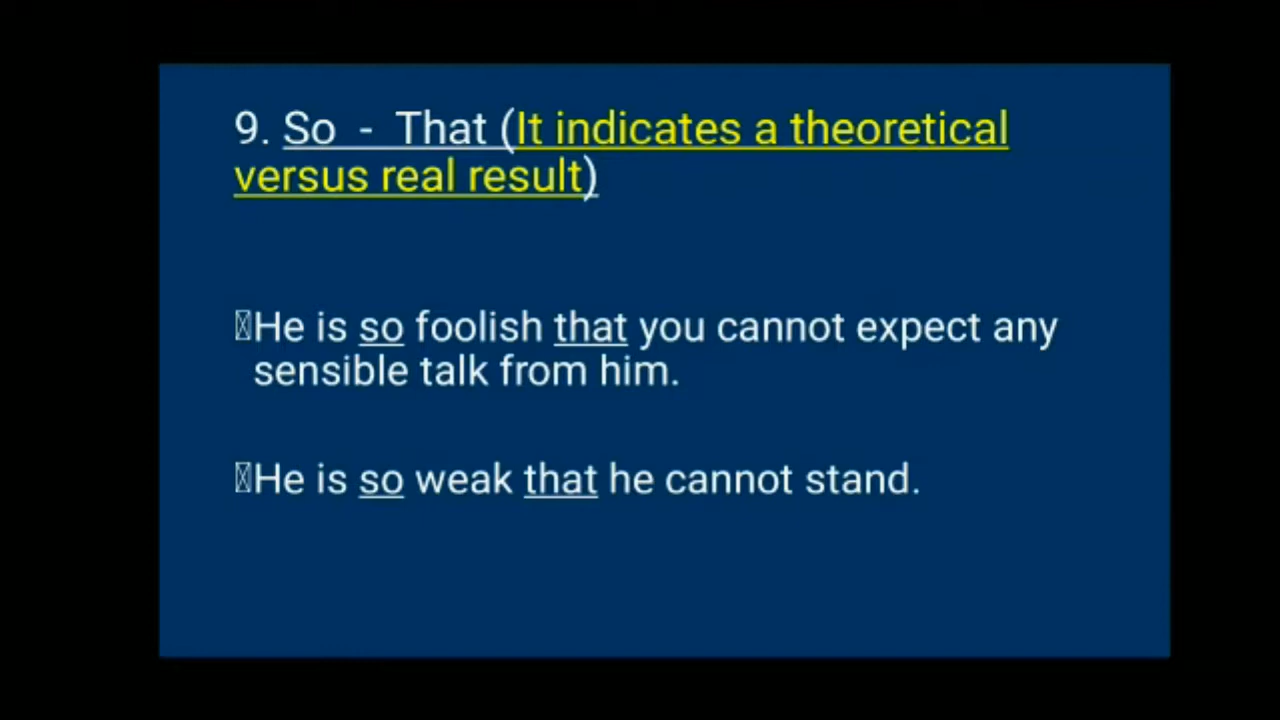 9. So - That (It indicates a theoretical
versus real result)
He is so foolish that you cannot expect any
sensible talk from him.
He is so weak that he cannot stand.